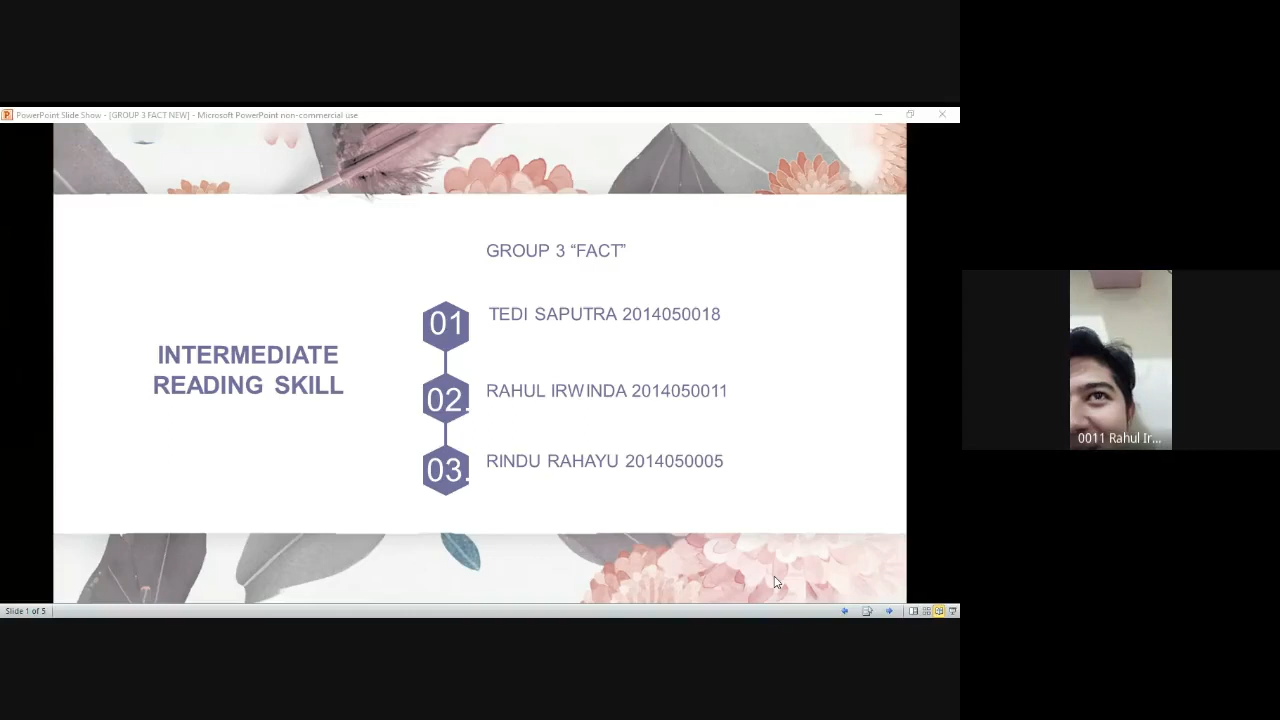 PowerPoint Slide Show - [GROUP 3 FACT NEW] - Microsoft PowerPoint non-commercial use
GROUP 3 “FACT”
01
TEDI SAPUTRA 2014050018
INTERMEDIATE
READING SKILL
02.
RAHUL IRWINDA 2014050011
03.
RINDU RAHAYU 2014050005
0011 Rahul Ir...
Slide 1 of 5